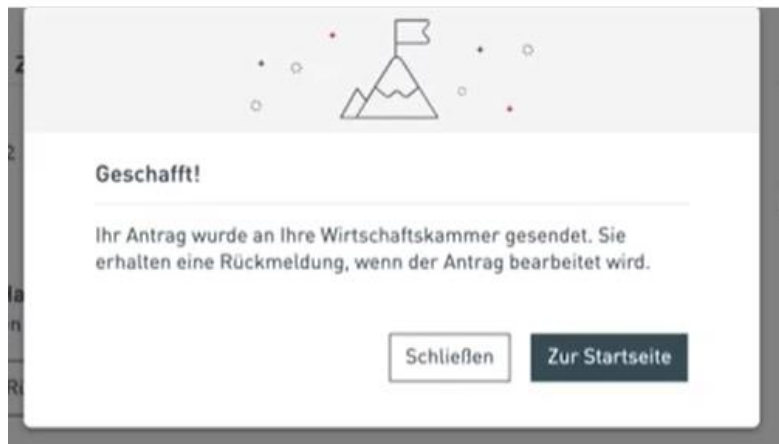 Geschafft!
Ihr Antrag wurde an Ihre Wirtschaftskammer gesendet. Sie
erhalten eine Rückmeldung, wenn der Antrag bearbeitet wird.
Schließen
Zur Startseite